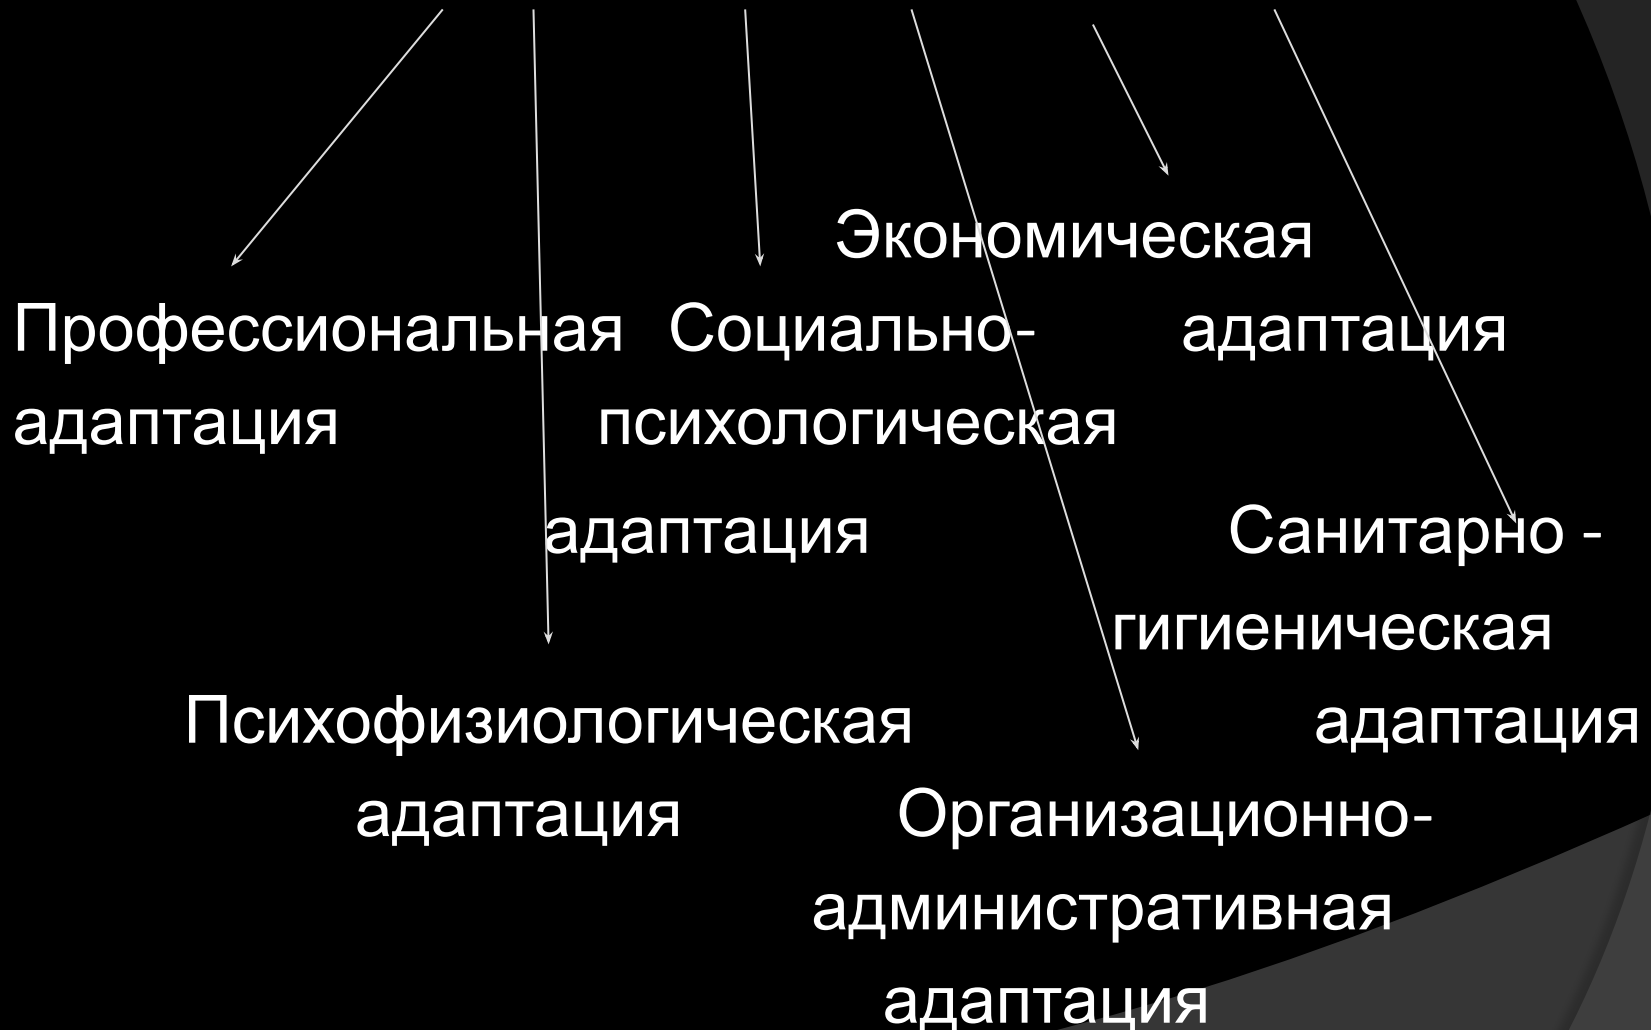 Экономическая
Профессиональная Социально- адаптация
адаптация психологическая
адаптация Санитарно -
гигиеническая
Психофизиологическая адаптация
адаптация Организационно-
административная
адаптация